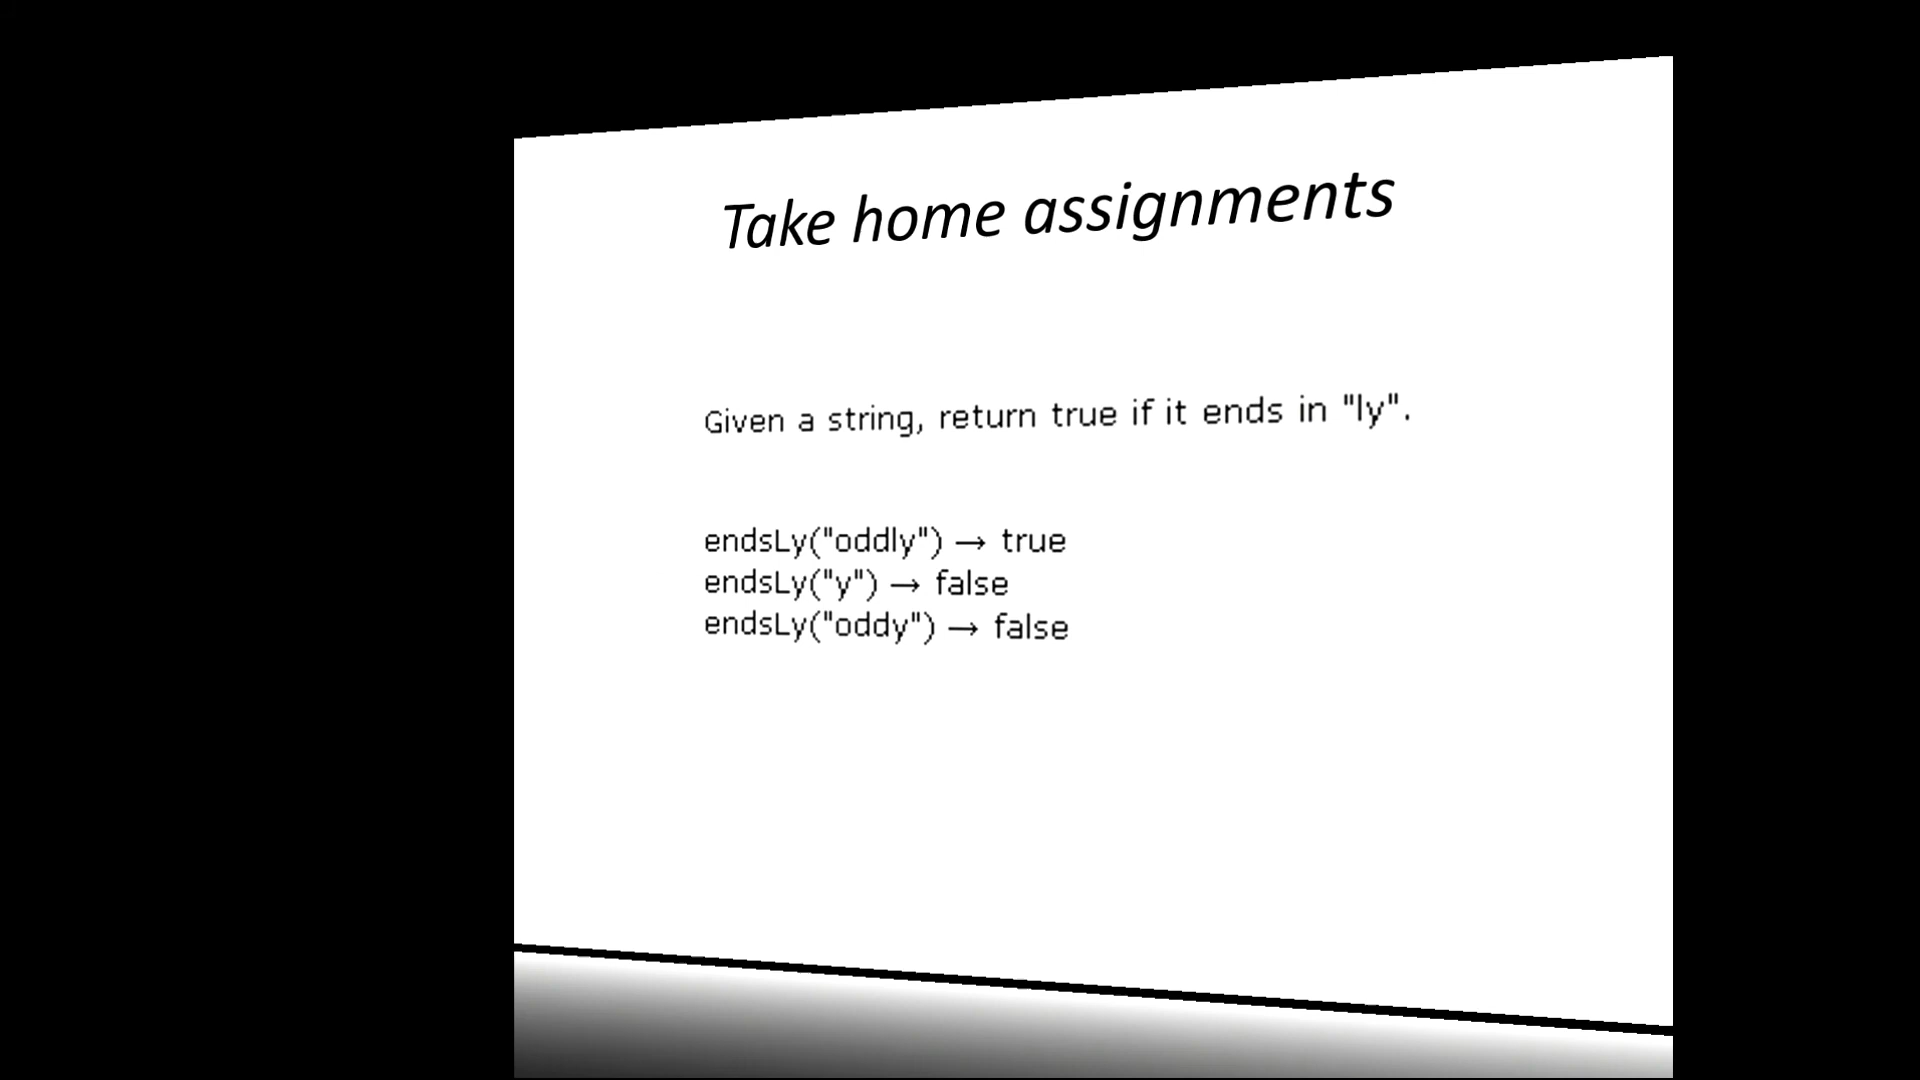 Take home assignments
Given a string, return true if it ends in "ly".
endsLy("oddly") → true
endsLy("y") → false
endsLy("oddy") → false